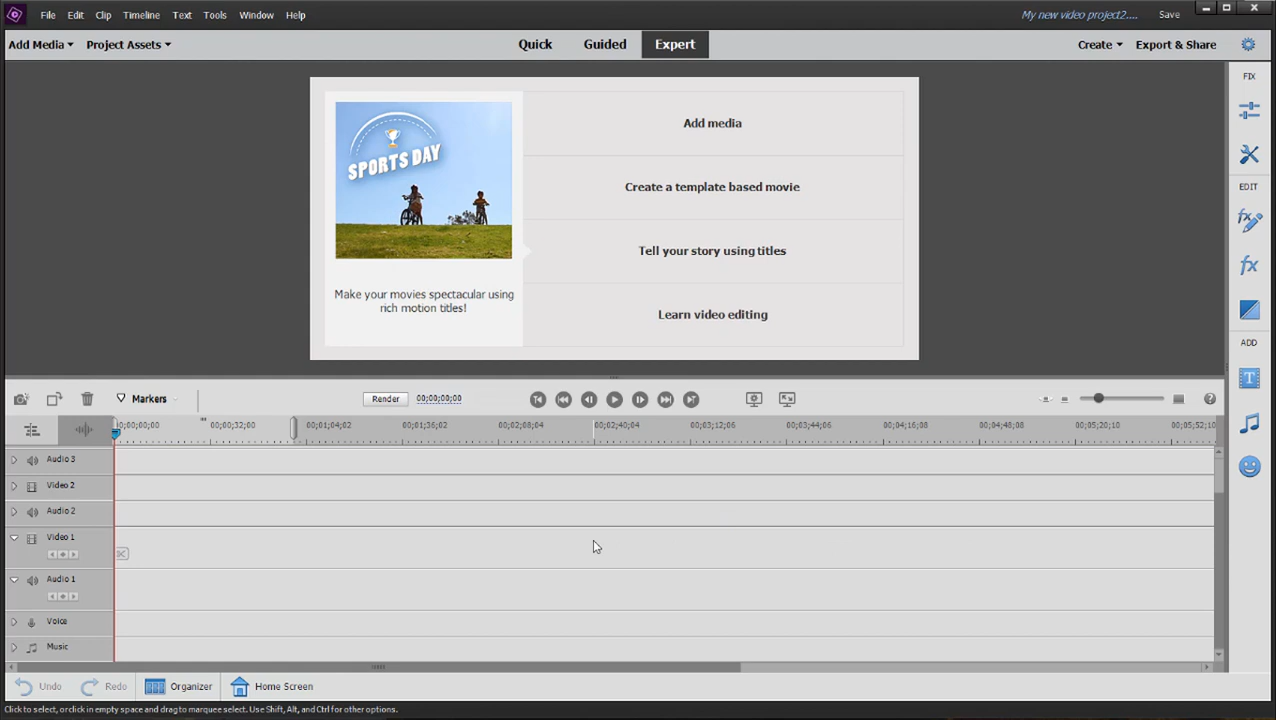 File Edit Clip Timeline Text Tools Window Help
My new video project2.... Save
Add Media Project Assets
Quick Guided Expert
Create Export & Share
FIX
SPORTS DAY
Make your movies spectacular using
rich motion titles!
Add media
Create a template based movie
Tell your story using titles
Learn video editing
EDIT
fx
fx
ADD
T
Markers
Render 00;00;00;00
0;00;00;00 00;00;32;00 00;01;04;02 00;01;36;02 00;02;08;04 00;02;40;04 00;03;12;06 00;03;44;06 00;04;16;08 00;04;48;08 00;05;20;10 00;05;52;10
Audio 3
Video 2
Audio 2
Video 1
Audio 1
Voice
Music
Undo Redo Organizer Home Screen
Click to select, orclick in empty space and drag to marquee select. Use Shift, Alt, and Ctrl for other options.